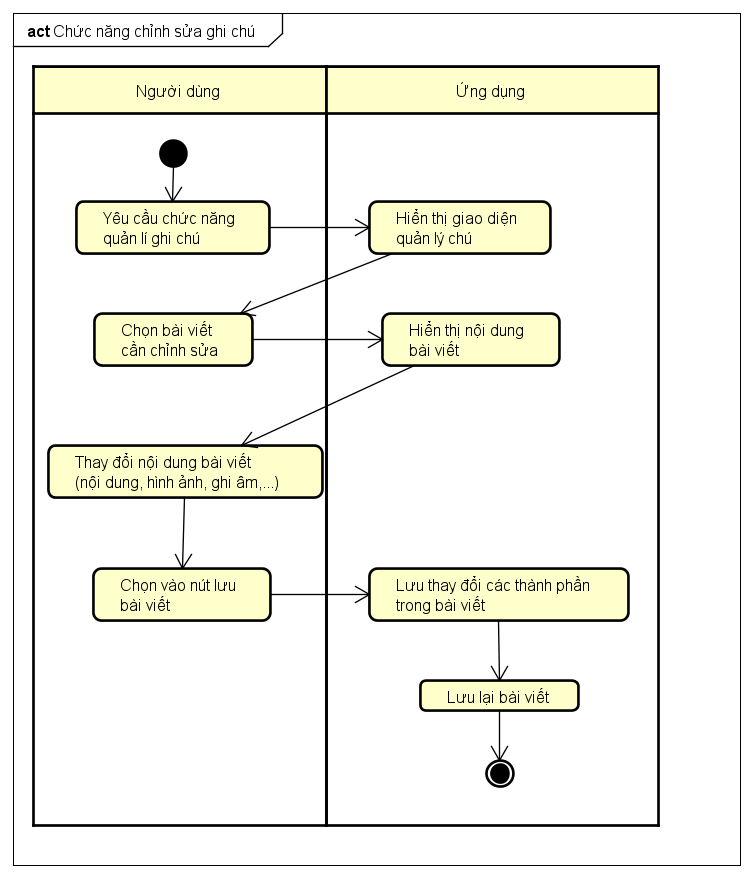 act Chức năng chỉnh sửa ghi chú
Người dùng
Ứng dụng
Yêu cầu chức năng
quản lí ghi chú
Hiển thị giao diện
quản lý chú
Chọn bài viết
cần chỉnh sửa
Hiển thị nội dung
bài viết
Thay đổi nội dung bài viết
(nội dung, hình ảnh, ghi âm,...)
Chọn vào nút lưu
bài viết
Lưu thay đổi các thành phần
trong bài viết
Lưu lại bài viết